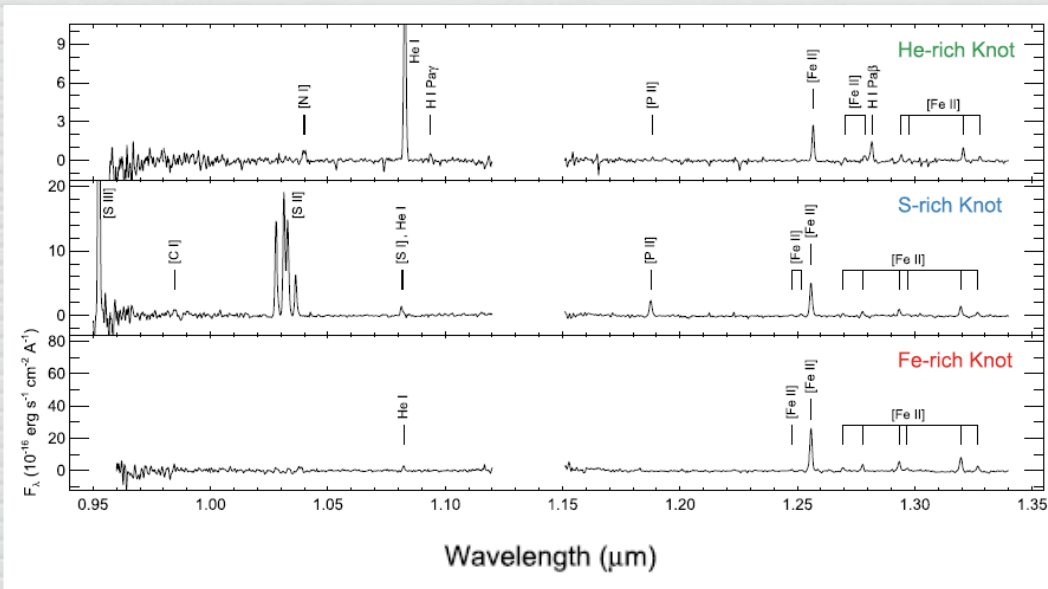 He-rich Knot
9
6
3
0
[N I]
He I
H I Paγ
[P II]
[Fe II]
[Fe II]
H I Paβ
[Fe II]
S-rich Knot
20
10
0
[S III]
[C I]
[S II]
[S I] , He I
[P II]
[Fe II]
[Fe II]
[Fe II]
Fe-rich Knot
80
60
40
20
0
He I
[Fe II]
[Fe II]
[Fe II]
F_λ (10⁻¹⁶ erg s⁻¹ cm⁻² A⁻¹)
0.95 1.00 1.05 1.10 1.15 1.20 1.25 1.30 1.35
Wavelength (μm)